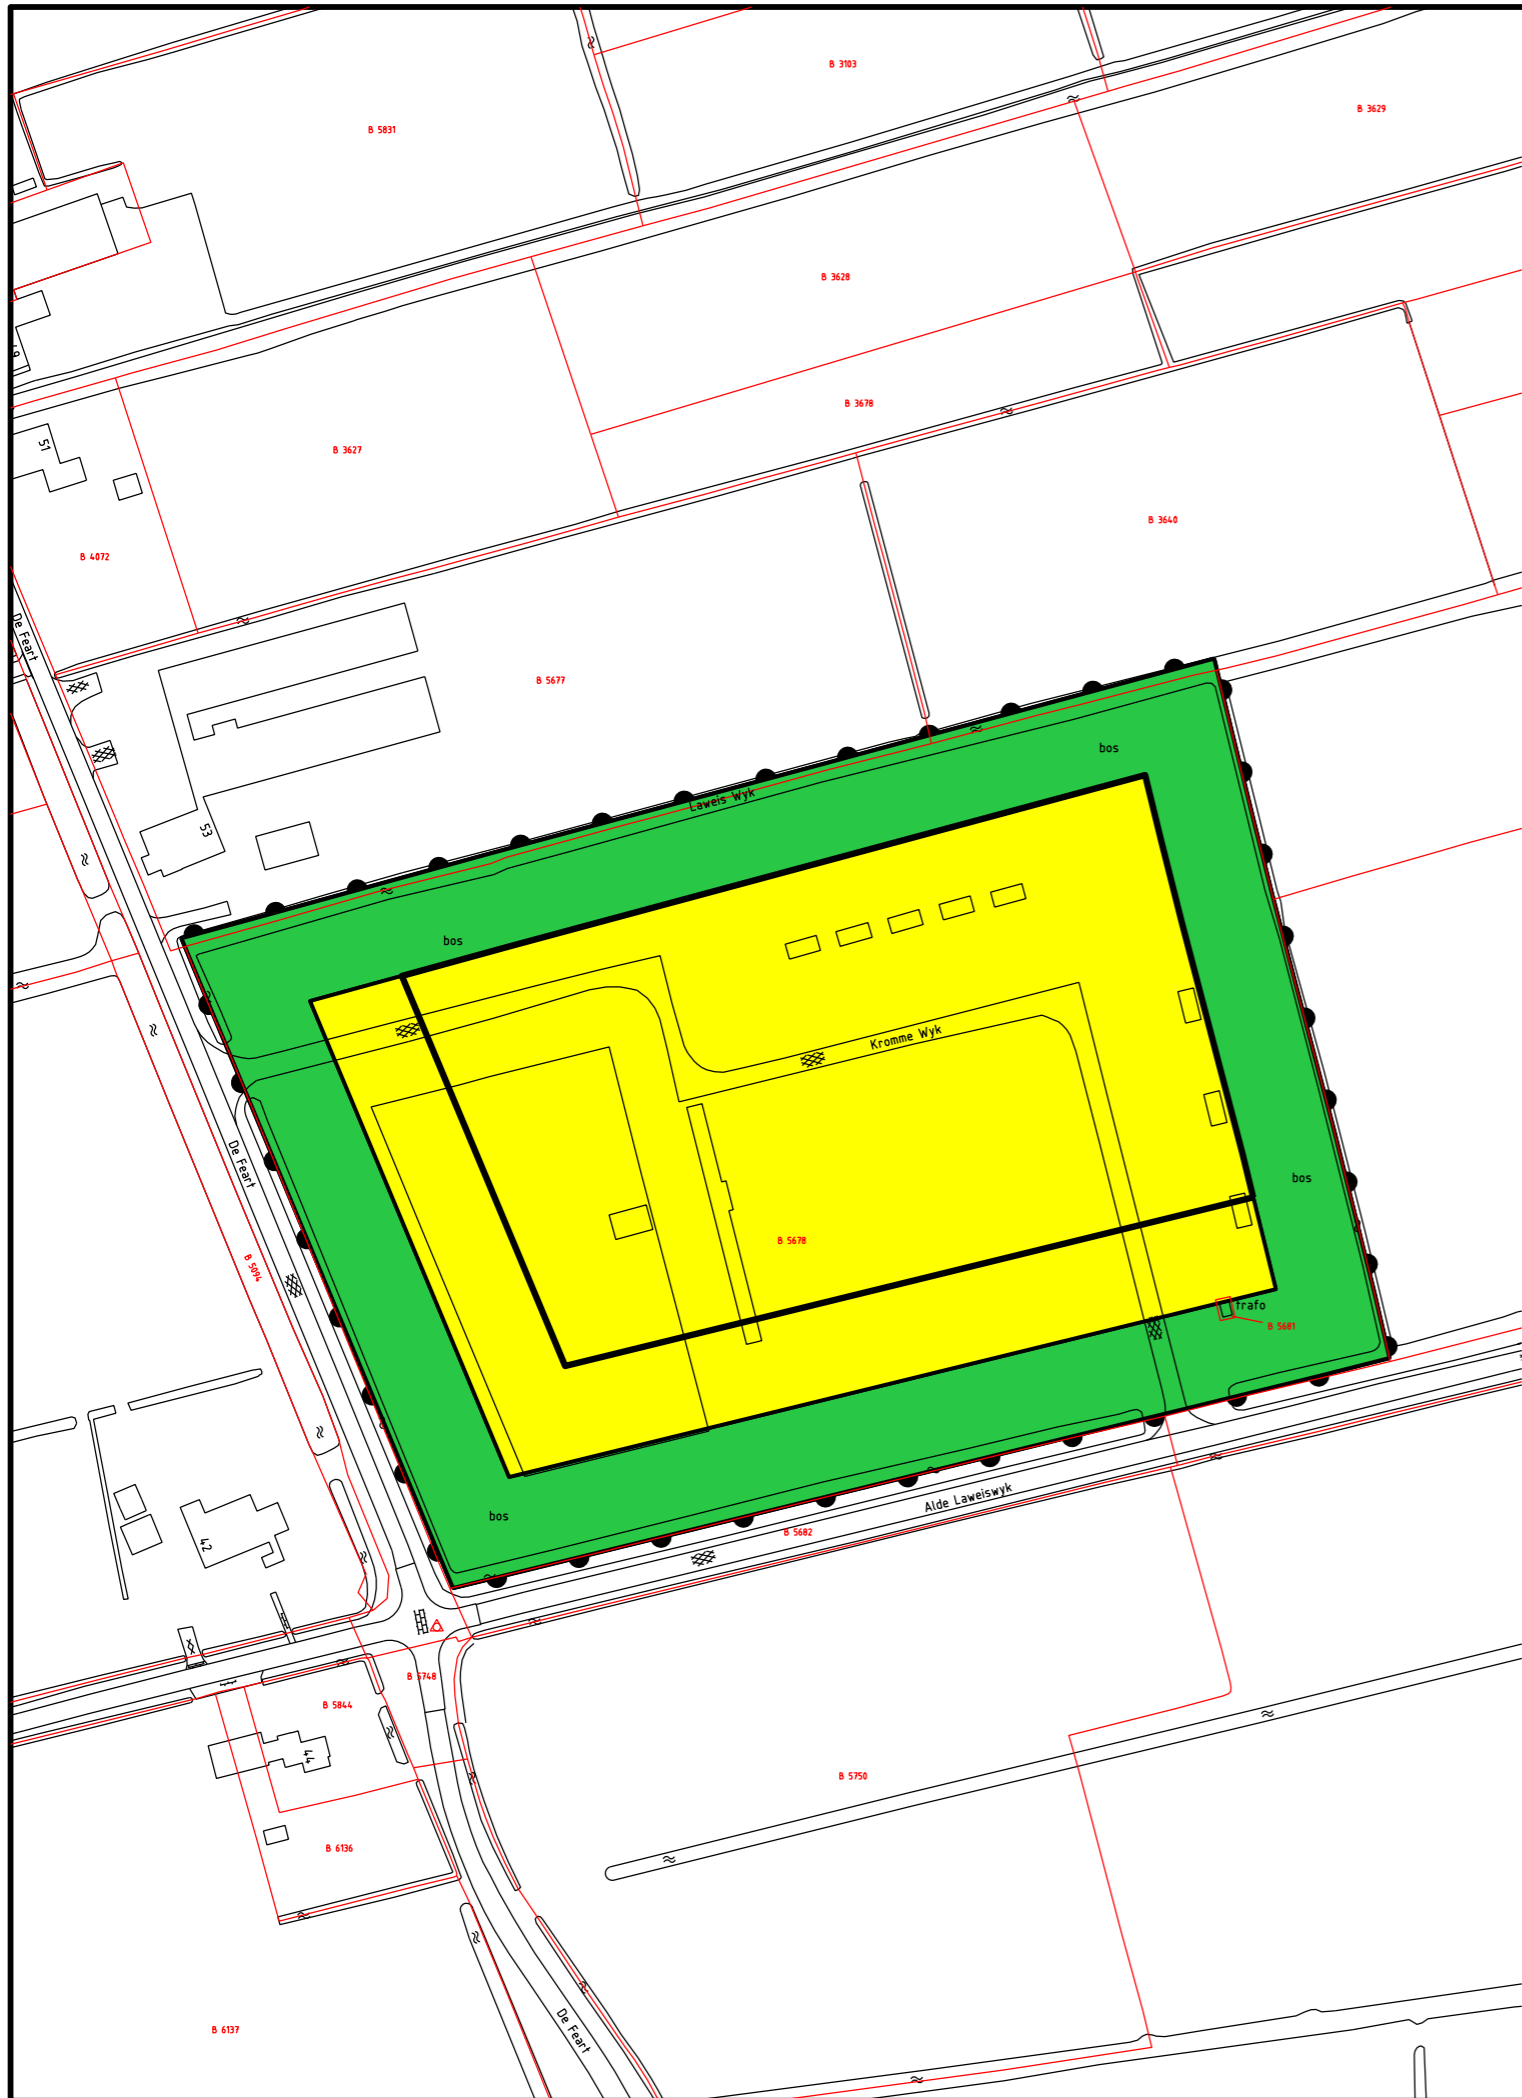 B 3103
B 3629
B 5831
B 3628
B 3678
51
B 3627
B 3640
B 4072
De Feart
B 5677
bos
Laweis Wyk
53
bos
Kromme Wyk
De Feart
bos
B 5678
B 5094
trafo
B 5681
bos
Alde Laweiswyk
B 5682
42
B 5748
B 5844
44
B 5750
B 6136
B 6137
De Feart